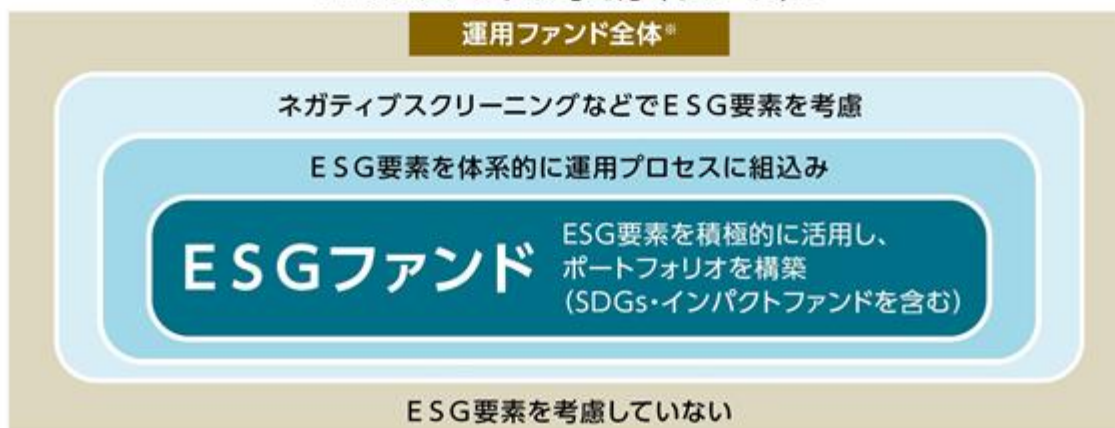 運用ファンド全体※
ネガティブスクリーニングなどでESG要素を考慮
ESG要素を体系的に運用プロセスに組込み
ESGファンド
ESG要素を積極的に活用し、
ポートフォリオを構築
(SDGs・インパクトファンドを含む)
ESG要素を考慮していない